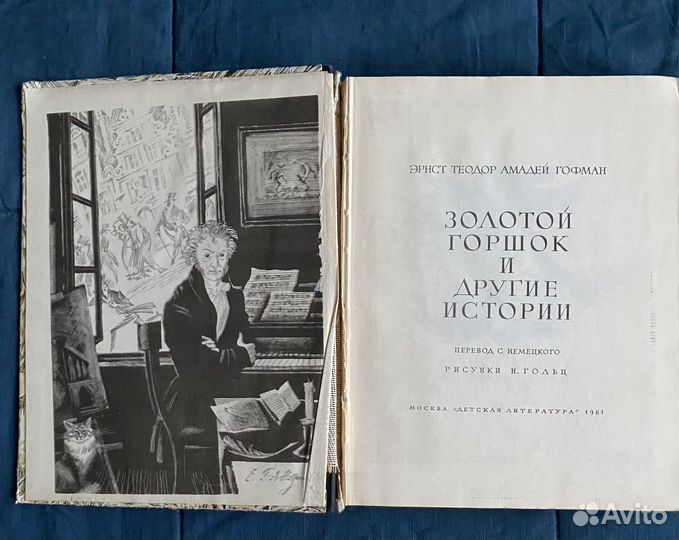 ЭРНСТ ТЕОДОР АМАДЕЙ ГОФМАН
ЗОЛОТОЙ
ГОРШОК
И
ДРУГИЕ
ИСТОРИИ
ПЕРЕВОД С НЕМЕЦКОГО
РИСУНКИ Н. ГОЛЬЦ
МОСКВА «ДЕТСКАЯ ЛИТЕРАТУРА» 1981
Avito